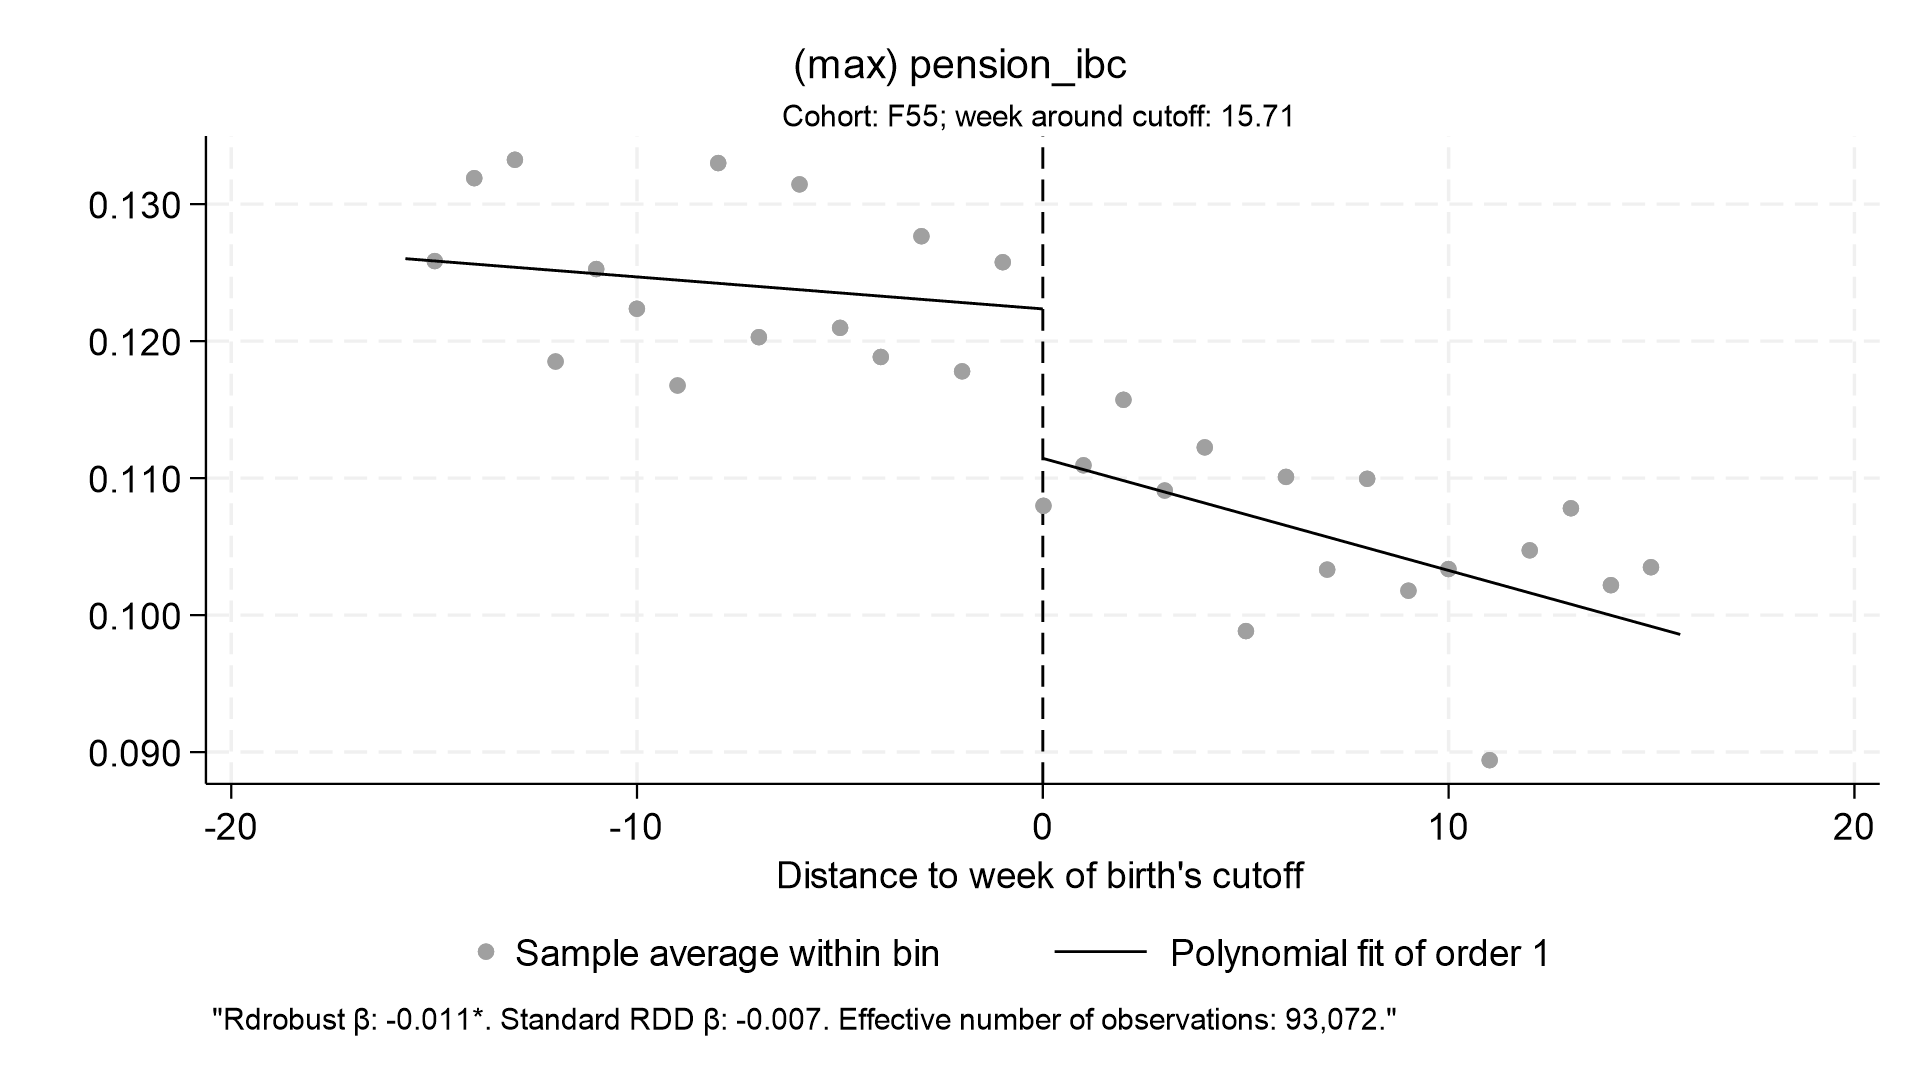 (max) pension_ibc
Cohort: F55; week around cutoff: 15.71
0.130
0.120
0.110
0.100
0.090
-20 -10 0 10 20
Distance to week of birth's cutoff
Sample average within bin Polynomial fit of order 1
"Rdrobust β: -0.011*. Standard RDD β: -0.007. Effective number of observations: 93,072."